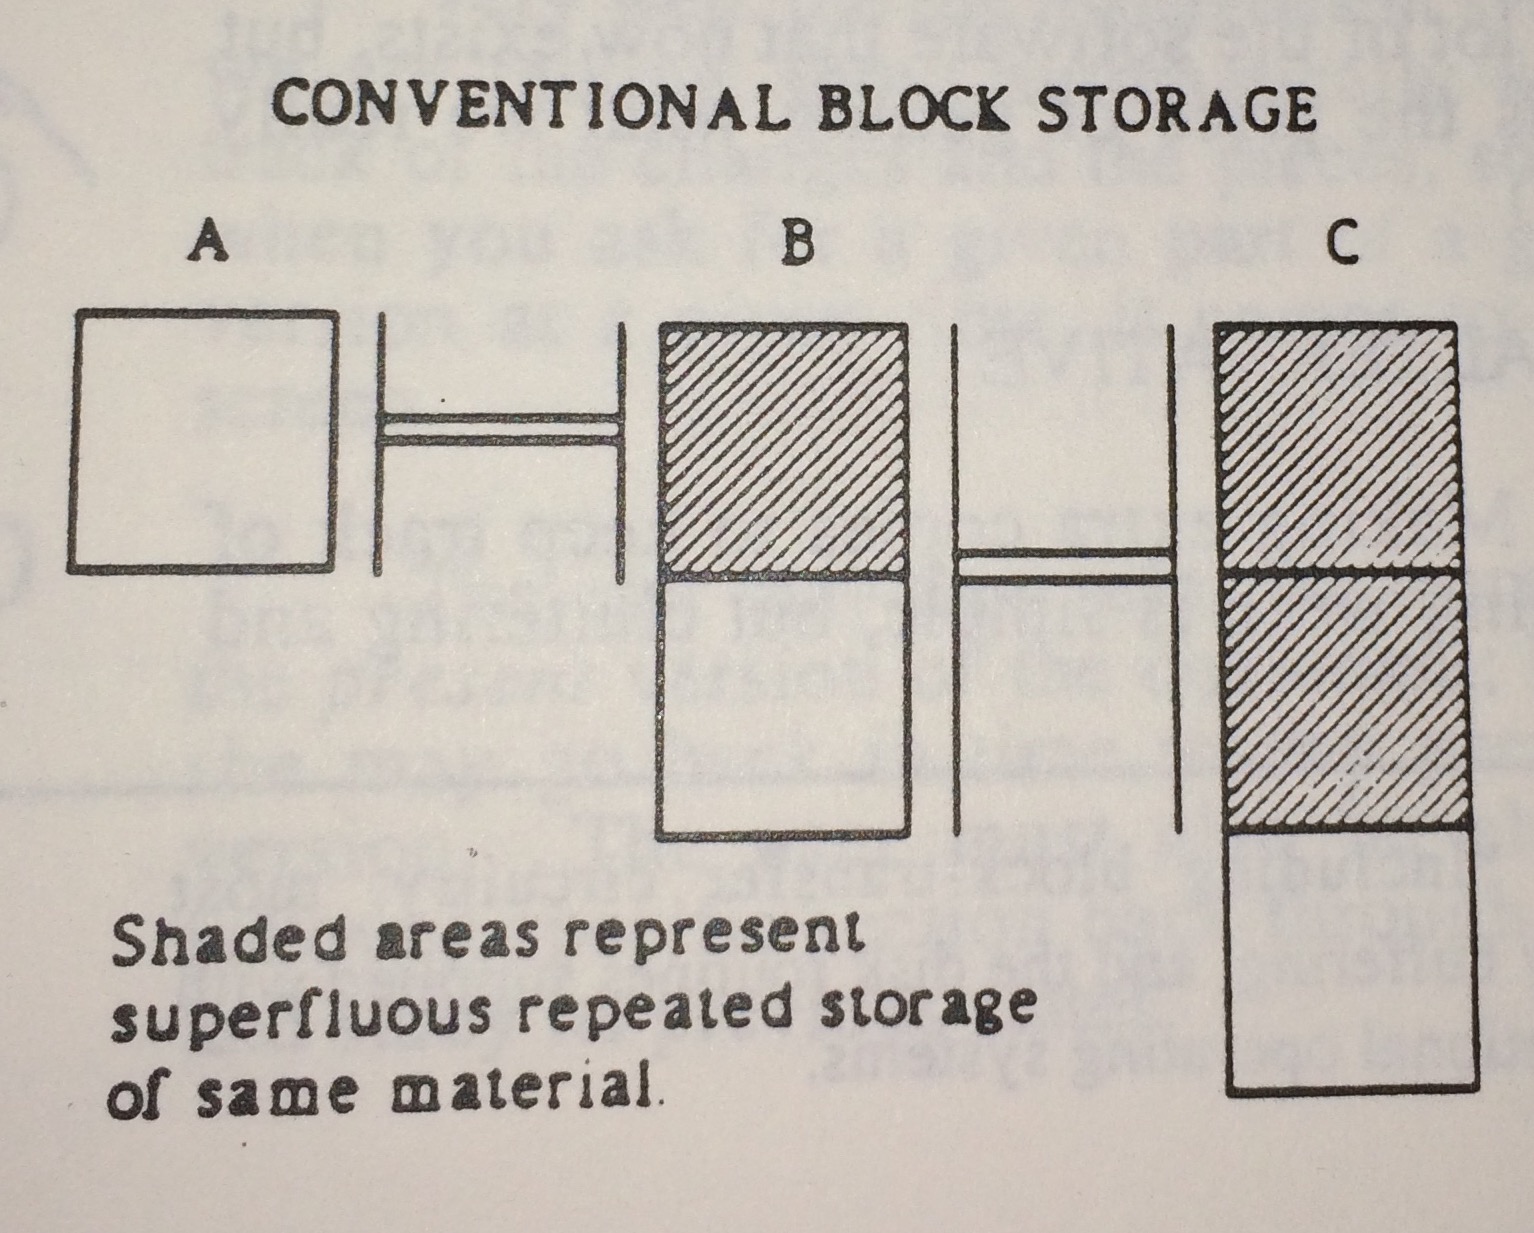 CONVENTIONAL BLOCK STORAGE
A B C
Shaded areas represent
superfluous repeated storage
of same material.